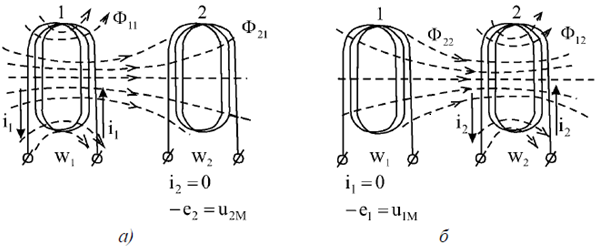 1
Φ₁₁
2
Φ₂₁
i₁
i₁
w₁
w₂
i₂ = 0
−e₂ = u₂ₘ
а)
1
Φ₂₂
2
Φ₁₂
i₂
i₂
w₁
w₂
i₁ = 0
−e₁ = u₁ₘ
б